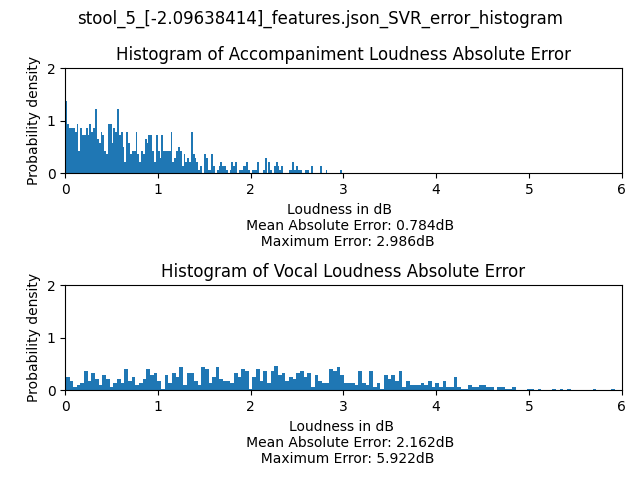 stool_5_[-2.09638414]_features.json_SVR_error_histogram
Histogram of Accompaniment Loudness Absolute Error
Probability density
2
1
0
0 1 2 3 4 5 6
Loudness in dB
Mean Absolute Error: 0.784dB
Maximum Error: 2.986dB
Histogram of Vocal Loudness Absolute Error
Probability density
2
1
0
0 1 2 3 4 5 6
Loudness in dB
Mean Absolute Error: 2.162dB
Maximum Error: 5.922dB